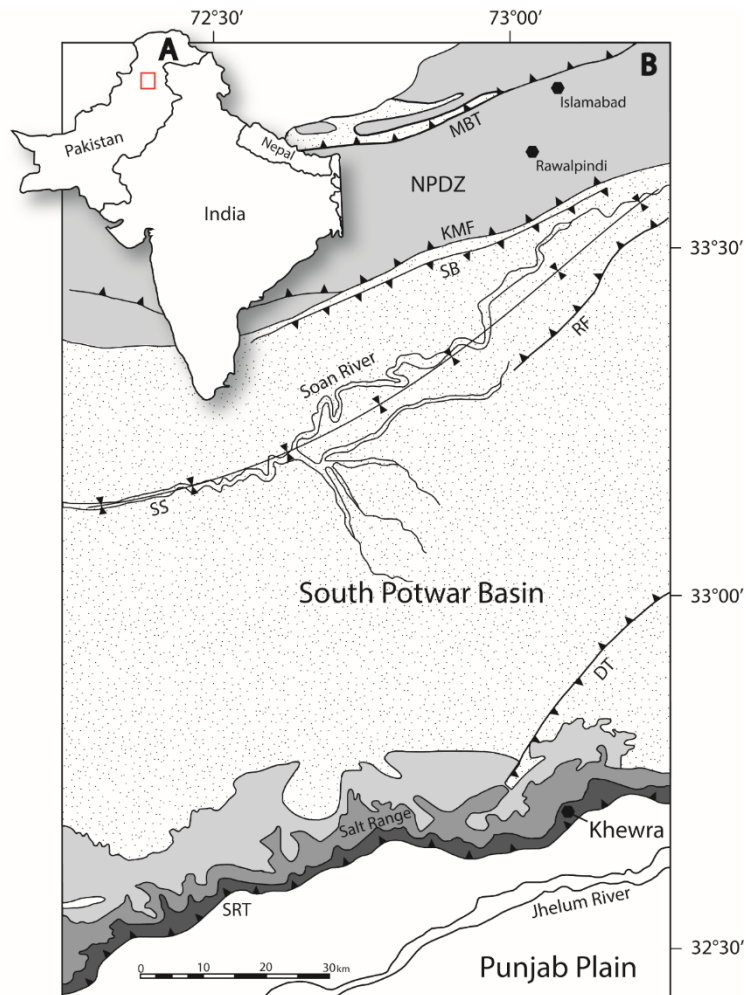 72°30'
73°00'
A
B
Islamabad
MBT
Pakistan
Nepal
Rawalpindi
NPDZ
India
KMF
33°30'
SB
RF
Soan River
SS
South Potwar Basin
33°00'
DT
Salt Range
Khewra
SRT
Jhelum River
32°30'
0 10 20 30 km
Punjab Plain